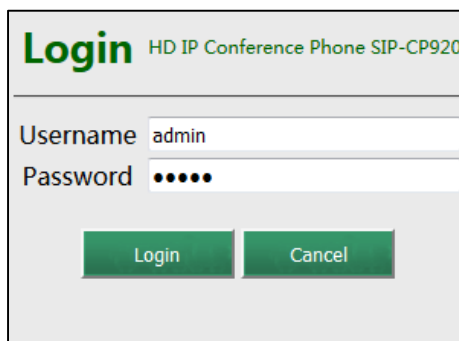 Login HD IP Conference Phone SIP-CP920
Username admin
Password •••••
Login Cancel